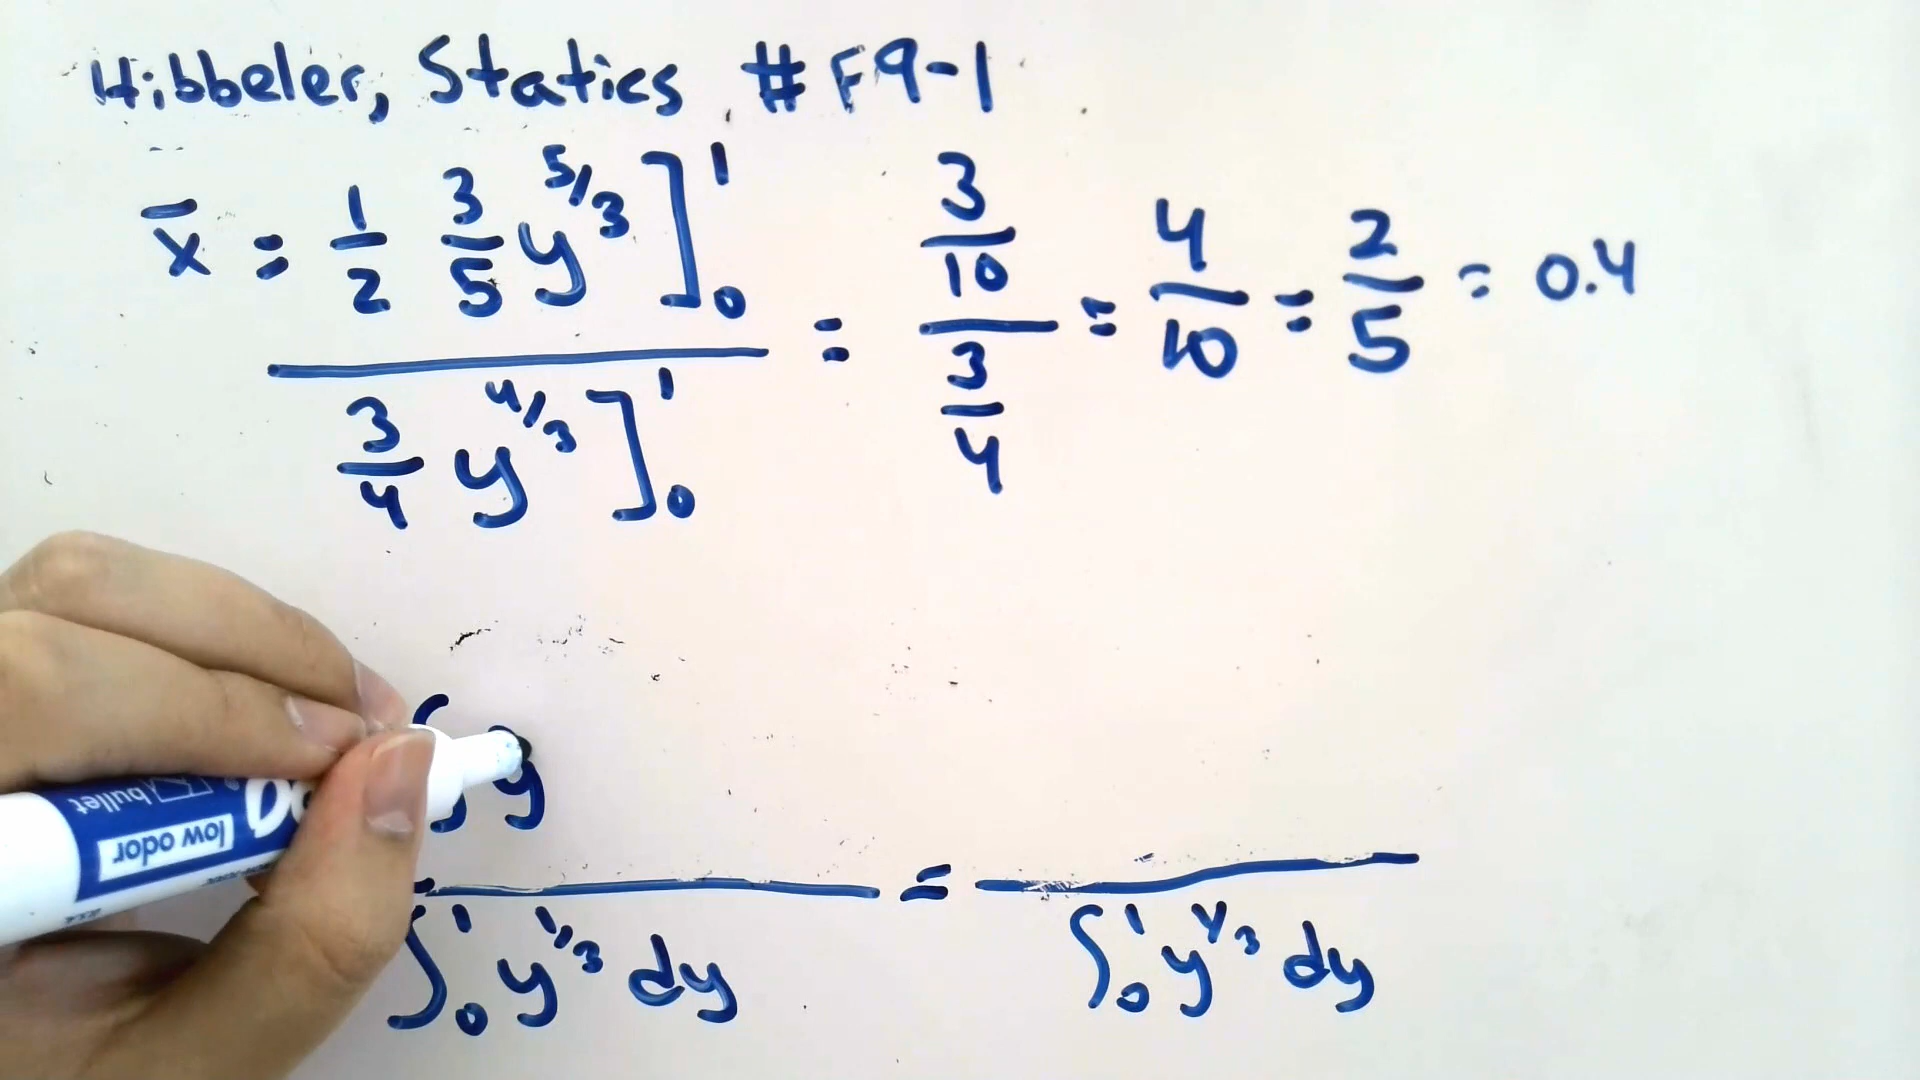 Hibbeler, Statics # F9-1
x̄ = 1/2 3/5 y^5/3 ]₀¹ / 3/4 y^4/3 ]₀¹ = 3/10 / 3/4 = 4/10 = 2/5 = 0.4
∫ y
∫₀¹ y^1/3 dy = ∫₀¹ y^1/3 dy
bullet
low odor